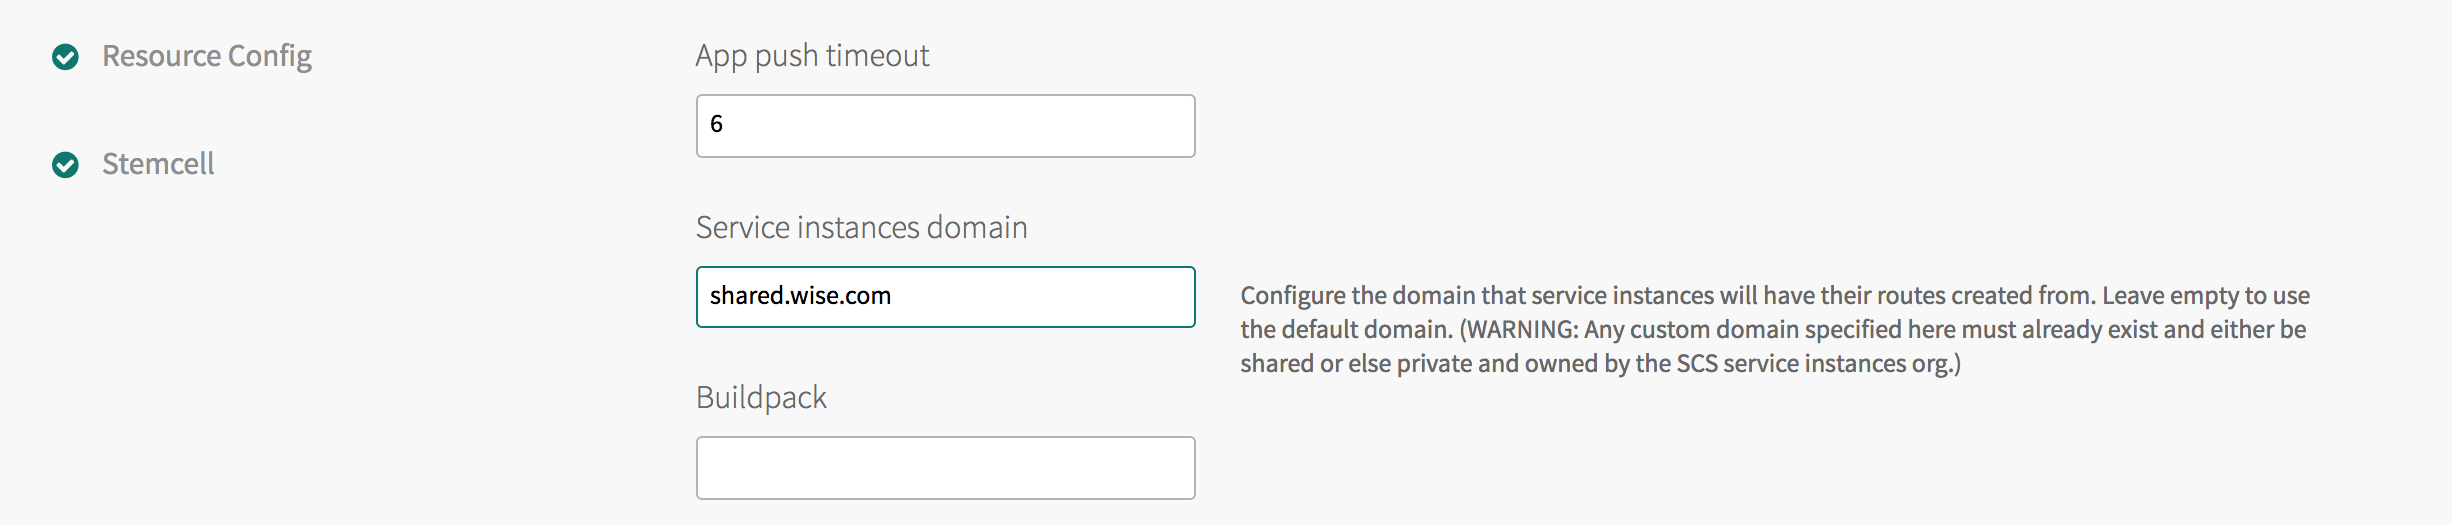 Resource Config
Stemcell
App push timeout
6
Service instances domain
shared.wise.com
Configure the domain that service instances will have their routes created from. Leave empty to use
the default domain. (WARNING: Any custom domain specified here must already exist and either be
shared or else private and owned by the SCS service instances org.)
Buildpack